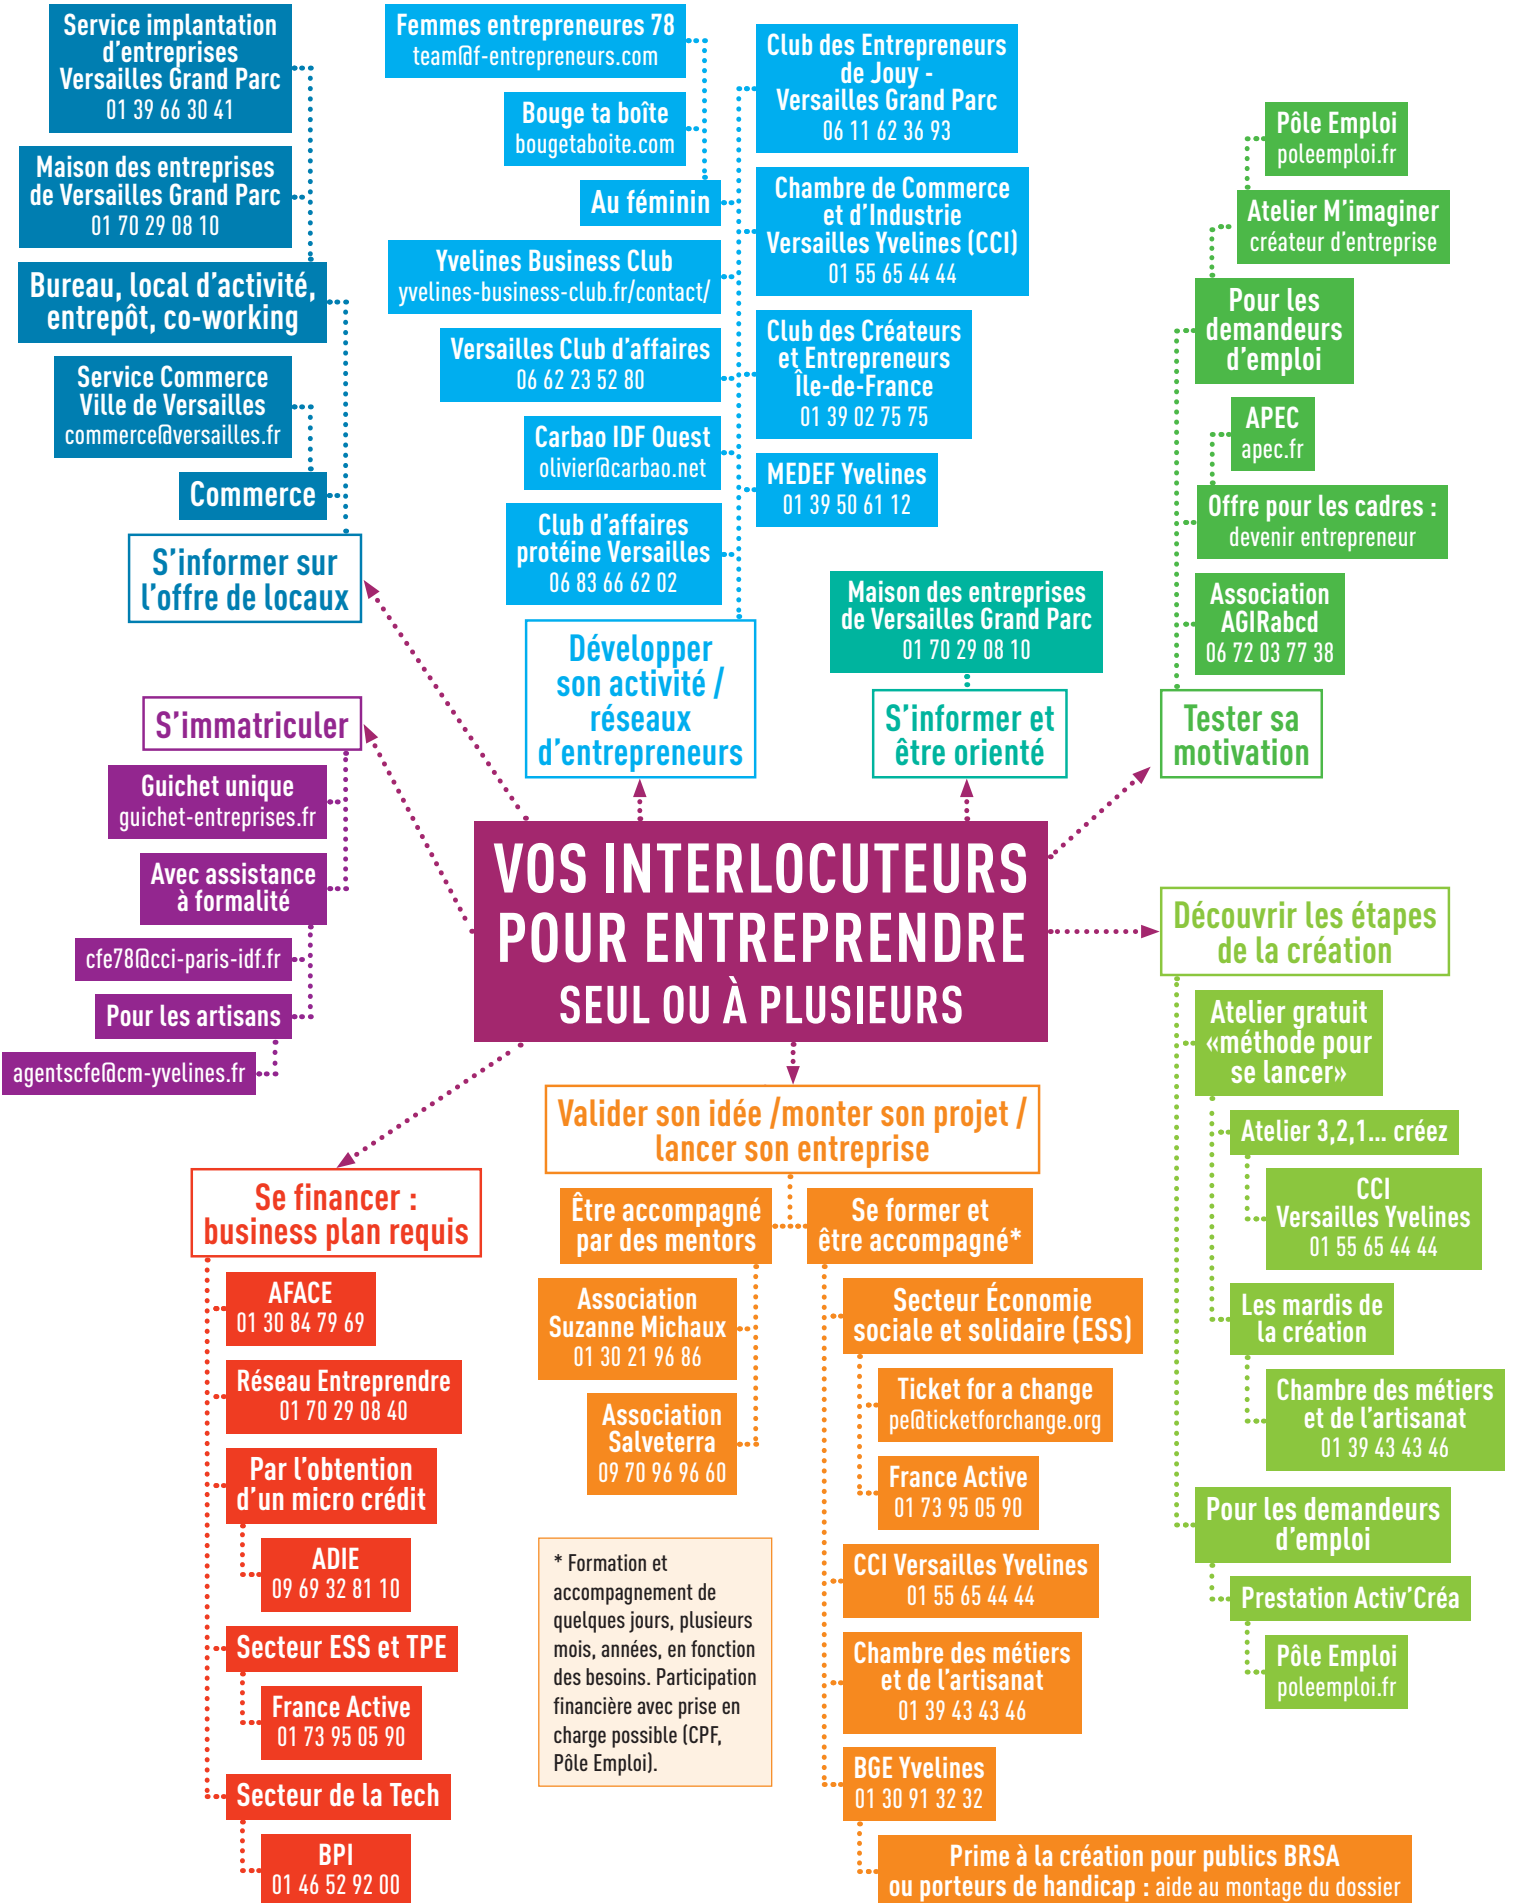 Service implantation
d'entreprises
Versailles Grand Parc
01 39 66 30 41
Maison des entreprises
de Versailles Grand Parc
01 70 29 08 10
Bureau, local d'activité,
entrepôt, co-working
Service Commerce
Ville de Versailles
commerce@versailles.fr
Commerce
S'informer sur
l'offre de locaux
Femmes entrepreneures 78
team@f-entrepreneurs.com
Bouge ta boîte
bougetaboite.com
Au féminin
Yvelines Business Club
yvelines-business-club.fr/contact/
Versailles Club d'affaires
06 62 23 52 80
Carbao IDF Ouest
olivier@carbao.net
Club d'affaires
protéine Versailles
06 83 66 62 02
Club des Entrepreneurs
de Jouy -
Versailles Grand Parc
06 11 62 36 93
Chambre de Commerce
et d'Industrie
Versailles Yvelines (CCI)
01 55 65 44 44
Club des Créateurs
et Entrepreneurs
Île-de-France
01 39 02 75 75
MEDEF Yvelines
01 39 50 61 12
Développer
son activité /
réseaux
d'entrepreneurs
Maison des entreprises
de Versailles Grand Parc
01 70 29 08 10
S'informer et
être orienté
Pôle Emploi
poleemploi.fr
Atelier M'imaginer
créateur d'entreprise
Pour les
demandeurs
d'emploi
APEC
apec.fr
Offre pour les cadres :
devenir entrepreneur
Association
AGIRabcd
06 72 03 77 38
Tester sa
motivation
S'immatriculer
Guichet unique
guichet-entreprises.fr
Avec assistance
à formalité
cfe78@cci-paris-idf.fr
Pour les artisans
agentscfe@cm-yvelines.fr
VOS INTERLOCUTEURS
POUR ENTREPRENDRE
SEUL OU À PLUSIEURS
Découvrir les étapes
de la création
Atelier gratuit
«méthode pour
se lancer»
Atelier 3,2,1... créez
CCI
Versailles Yvelines
01 55 65 44 44
Les mardis de
la création
Chambre des métiers
et de l'artisanat
01 39 43 43 46
Pour les demandeurs
d'emploi
Prestation Activ'Créa
Pôle Emploi
poleemploi.fr
Se financer :
business plan requis
AFACE
01 30 84 79 69
Réseau Entreprendre
01 70 29 08 40
Par l'obtention
d'un micro crédit
ADIE
09 69 32 81 10
Secteur ESS et TPE
France Active
01 73 95 05 90
Secteur de la Tech
BPI
01 46 52 92 00
Valider son idée /monter son projet /
lancer son entreprise
Être accompagné
par des mentors
Association
Suzanne Michaux
01 30 21 96 86
Association
Salveterra
09 70 96 96 60
Se former et
être accompagné*
Secteur Économie
sociale et solidaire (ESS)
Ticket for a change
pe@ticketforchange.org
France Active
01 73 95 05 90
CCI Versailles Yvelines
01 55 65 44 44
Chambre des métiers
et de l'artisanat
01 39 43 43 46
BGE Yvelines
01 30 91 32 32
Prime à la création pour publics BRSA
ou porteurs de handicap : aide au montage du dossier
* Formation et
accompagnement de
quelques jours, plusieurs
mois, années, en fonction
des besoins. Participation
financière avec prise en
charge possible (CPF,
Pôle Emploi).